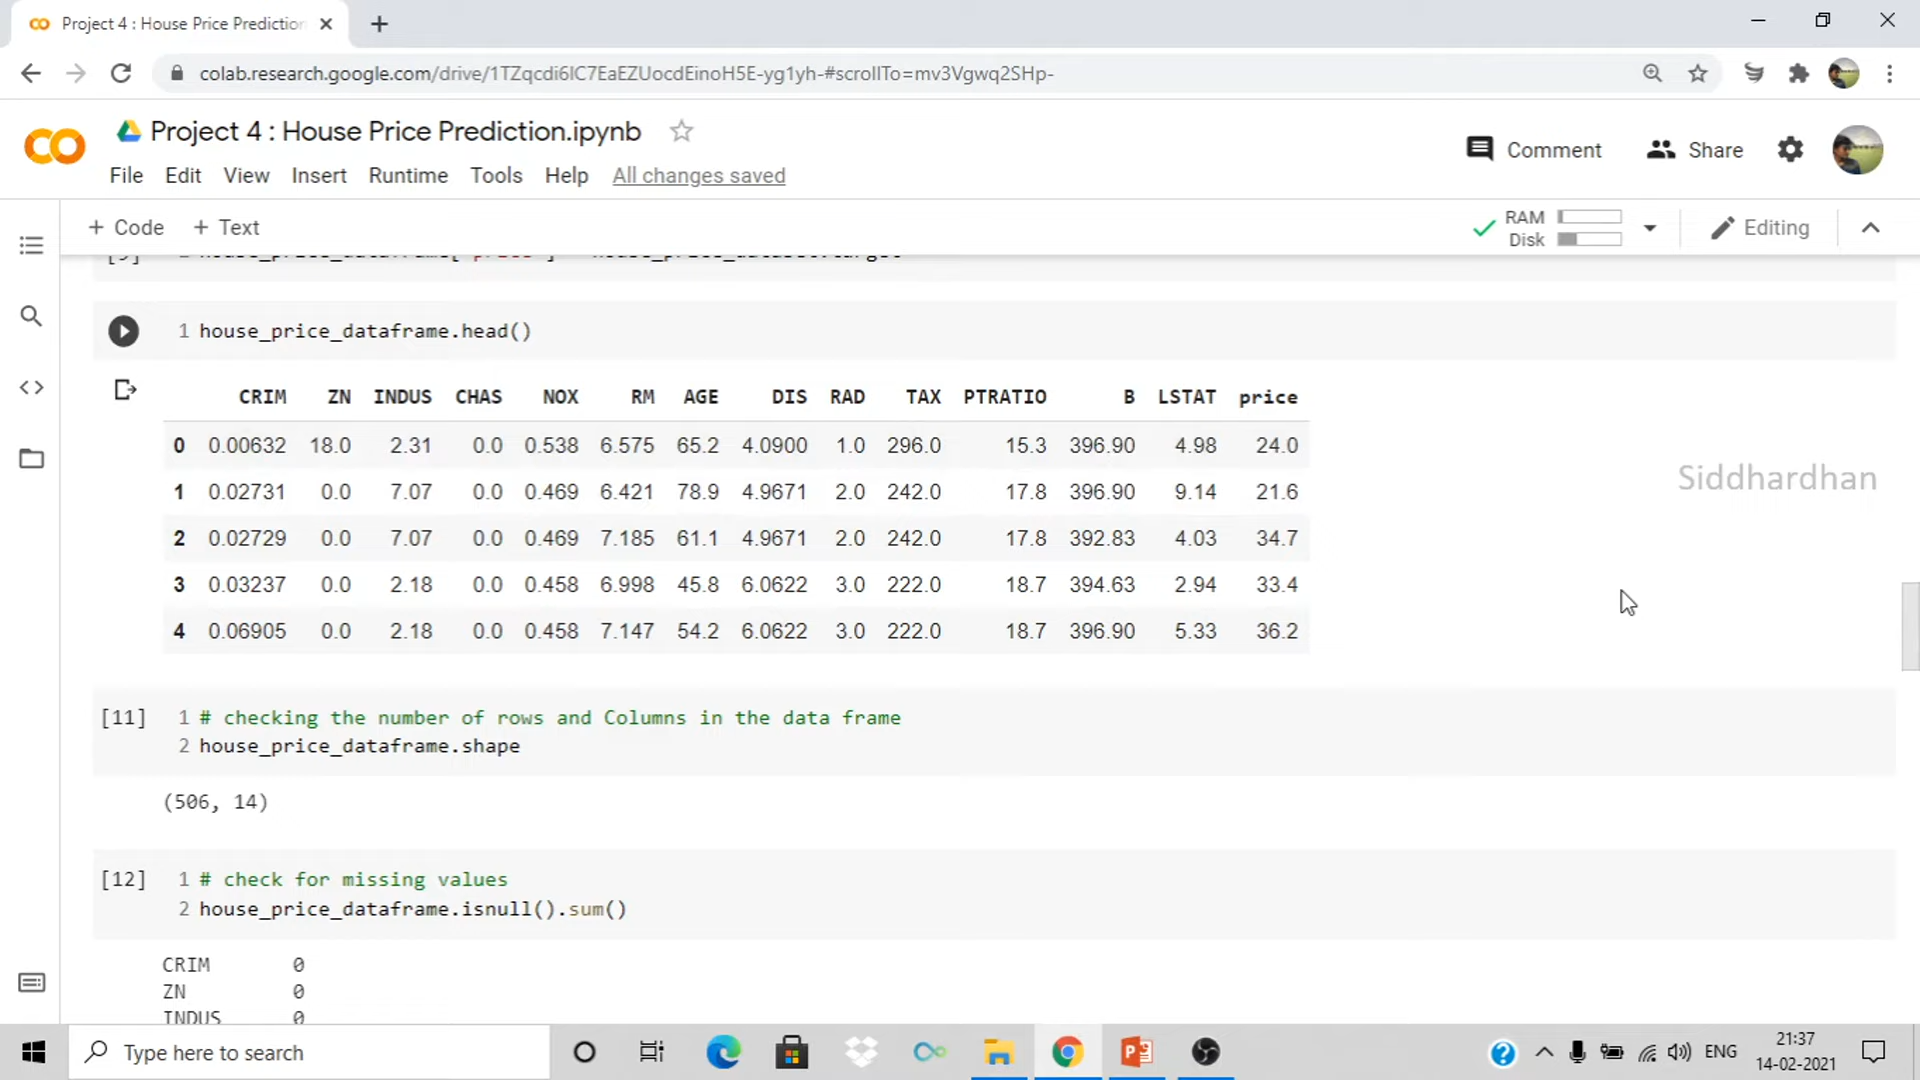 Project 4 : House Price Prediction
colab.research.google.com/drive/1TZqcdi6IC7EaEZUocdEinoH5E-yg1yh-#scrollTo=mv3Vgwq2SHp-
Project 4 : House Price Prediction.ipynb
Comment Share
File Edit View Insert Runtime Tools Help All changes saved
+ Code + Text RAM Disk Editing
1 house_price_dataframe.head()
CRIM ZN INDUS CHAS NOX RM AGE DIS RAD TAX PTRATIO B LSTAT price
0 0.00632 18.0 2.31 0.0 0.538 6.575 65.2 4.0900 1.0 296.0 15.3 396.90 4.98 24.0
1 0.02731 0.0 7.07 0.0 0.469 6.421 78.9 4.9671 2.0 242.0 17.8 396.90 9.14 21.6
2 0.02729 0.0 7.07 0.0 0.469 7.185 61.1 4.9671 2.0 242.0 17.8 392.83 4.03 34.7
3 0.03237 0.0 2.18 0.0 0.458 6.998 45.8 6.0622 3.0 222.0 18.7 394.63 2.94 33.4
4 0.06905 0.0 2.18 0.0 0.458 7.147 54.2 6.0622 3.0 222.0 18.7 396.90 5.33 36.2
Siddhardhan
[11] 1 # checking the number of rows and Columns in the data frame
2 house_price_dataframe.shape
(506, 14)
[12] 1 # check for missing values
2 house_price_dataframe.isnull().sum()
CRIM 0
ZN 0
INDUS 0
Type here to search
ENG
21:37
14-02-2021